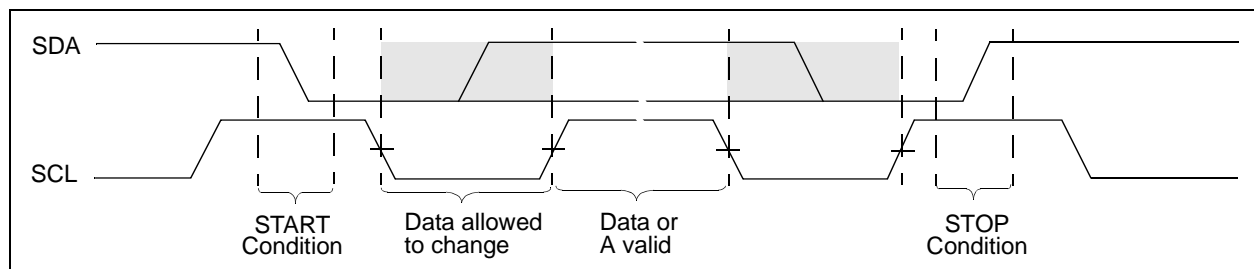 SDA
SCL
START
Condition
Data allowed
to change
Data or
A valid
STOP
Condition